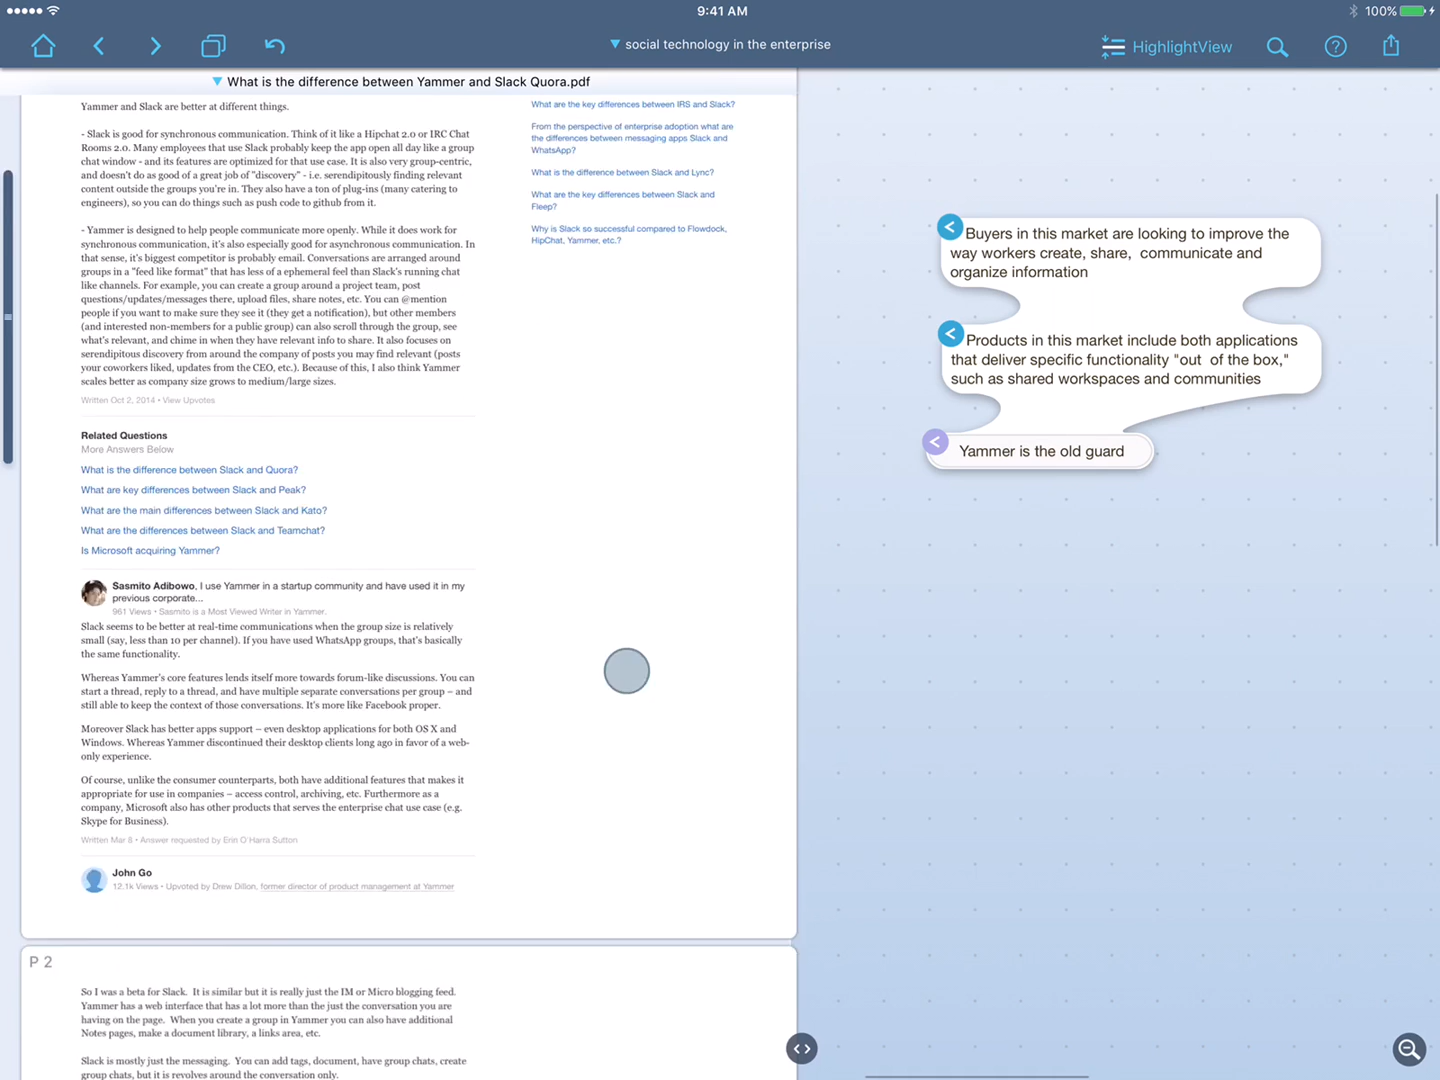 9:41 AM
100%
social technology in the enterprise
HighlightView
What is the difference between Yammer and Slack Quora.pdf
Yammer and Slack are better at different things.
- Slack is good for synchronous communication. Think of it like a Hipchat 2.0 or IRC Chat
Rooms 2.0. Many employees that use Slack probably keep the app open all day like a group
chat window - and its features are optimized for that use case. It is also very group-centric,
and doesn't do as good of a great job of "discovery" - i.e. serendipitously finding relevant
content outside the groups you're in. They also have a ton of plug-ins (many catering to
engineers), so you can do things such as push code to github from it.
- Yammer is designed to help people communicate more openly. While it does work for
synchronous communication, it's also especially good for asynchronous communication. In
that sense, it's biggest competitor is probably email. Conversations are arranged around
groups in a "feed like format" that has less of a ephemeral feel than Slack's running chat
like channels. For example, you can create a group around a project team, post
questions/updates/messages there, upload files, share notes, etc. You can @mention
people if you want to make sure they see it (they get a notification), but other members
(and interested non-members for a public group) can also scroll through the group, see
what's relevant, and chime in when they have relevant info to share. It also focuses on
serendipitous discovery from around the company of posts you may find relevant (posts
your coworkers liked, updates from the CEO, etc.). Because of this, I also think Yammer
scales better as company size grows to medium/large sizes.
Written Oct 2, 2014 • View Upvotes
Related Questions
More Answers Below
What is the difference between Slack and Quora?
What are key differences between Slack and Peak?
What are the main differences between Slack and Kato?
What are the differences between Slack and Teamchat?
Is Microsoft acquiring Yammer?
Sasmito Adibowo, I use Yammer in a startup community and have used it in my
previous corporate...
961 Views • Sasmito is a Most Viewed Writer in Yammer.
Slack seems to be better at real-time communications when the group size is relatively
small (say, less than 10 per channel). If you have used WhatsApp groups, that's basically
the same functionality.
Whereas Yammer's core features lends itself more towards forum-like discussions. You can
start a thread, reply to a thread, and have multiple separate conversations per group – and
still able to keep the context of those conversations. It's more like Facebook proper.
Moreover Slack has better apps support – even desktop applications for both OS X and
Windows. Whereas Yammer discontinued their desktop clients long ago in favor of a web-
only experience.
Of course, unlike the consumer counterparts, both have additional features that makes it
appropriate for use in companies – access control, archiving, etc. Furthermore as a
company, Microsoft also has other products that serves the enterprise chat use case (e.g.
Skype for Business).
Written Mar 8 • Answer requested by Erin O'Harra Sutton
John Go
12.1k Views • Upvoted by Drew Dillon, former director of product management at Yammer
What are the key differences between IRS and Slack?
From the perspective of enterprise adoption what are
the differences between messaging apps Slack and
WhatsApp?
What is the difference between Slack and Lync?
What are the key differences between Slack and
Fleep?
Why is Slack so successful compared to Flowdock,
HipChat, Yammer, etc.?
P 2
So I was a beta for Slack. It is similar but it is really just the IM or Micro blogging feed.
Yammer has a web interface that has a lot more than the just the conversation you are
having on the page. When you create a group in Yammer you can also have additional
Notes pages, make a document library, a links area, etc.
Slack is mostly just the messaging. You can add tags, document, have group chats, create
group chats, but it is revolves around the conversation only.
Buyers in this market are looking to improve the
way workers create, share, communicate and
organize information
Products in this market include both applications
that deliver specific functionality "out of the box,"
such as shared workspaces and communities
Yammer is the old guard